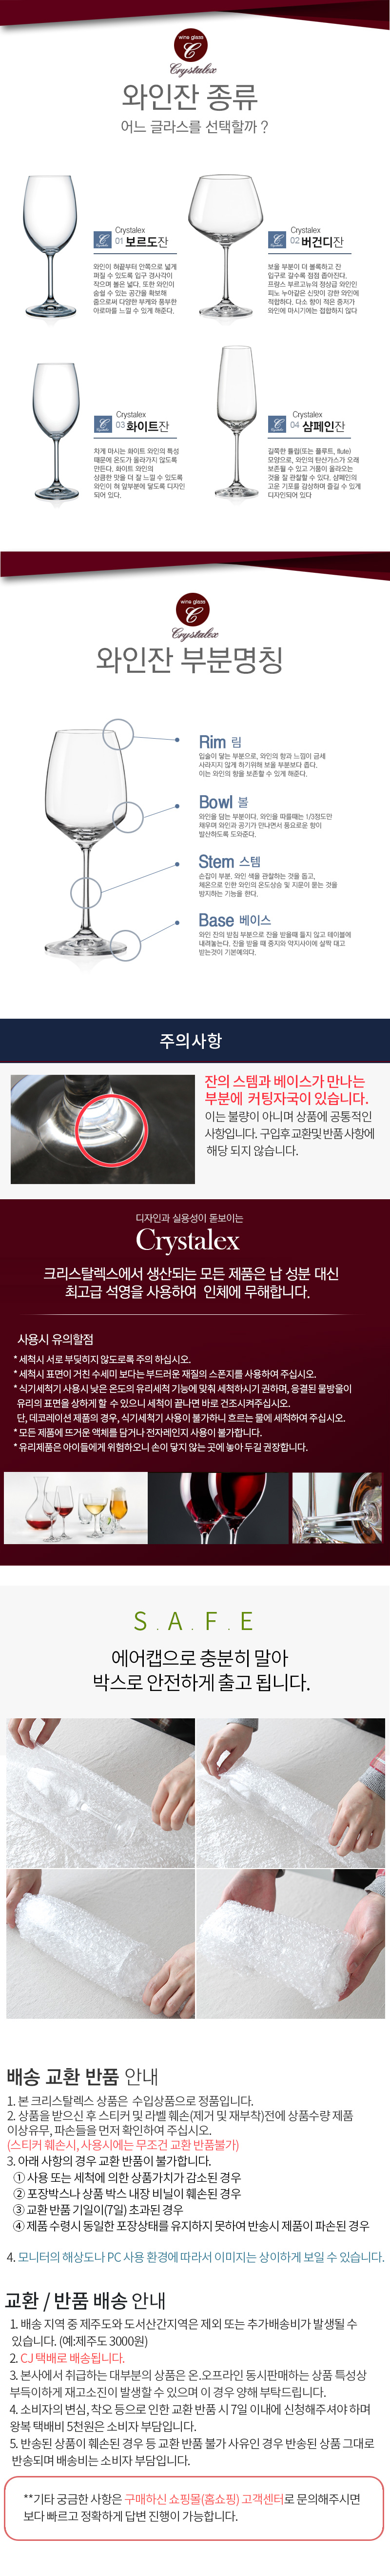 wine glass
C
Crystalex
와인잔 종류
어느 글라스를 선택할까 ?
Crystalex
01 보르도잔
와인이 혀끝부터 안쪽으로 넓게
퍼질 수 있도록 입구 경사각이
작으며 볼은 넓다. 또한 와인이
숨쉴 수 있는 공간을 확보해
줌으로써 다양한 부케와 풍부한
아로마를 느낄 수 있게 해준다.
Crystalex
02 버건디잔
보울 부분이 더 볼록하고 잔
입구로 갈수록 점점 좁아진다.
프랑스 부르고뉴의 정상급 와인인
피노 누아같은 신맛이 강한 와인에
적합하다. 다소 향이 적은 중저가
와인에 마시기에는 접합하지 않다
Crystalex
03 화이트잔
차게 마시는 화이트 와인의 특성
때문에 온도가 올라가지 않도록
만든다. 화이트 와인의
상큼한 맛을 더 잘 느낄 수 있도록
와인이 혀 앞부분에 닿도록 디자인
되어 있다.
Crystalex
04 샴페인잔
길쭉한 튤립(또는 플루트, flute)
모양으로, 와인의 탄산가스가 오래
보존될 수 있고 거품이 올라오는
것을 잘 관찰할 수 있다. 샴페인의
고운 기포를 감상하며 즐길 수 있게
디자인되어 있다
wine glass
C
Crystalex
와인잔 부분명칭
Rim 림
입술이 닿는 부분으로, 와인의 향과 느낌이 금세
사라지지 않게 하기위해 보울 부분보다 좁다.
이는 와인의 향을 보존할 수 있게 해준다.
Bowl 볼
와인을 담는 부분이다. 와인을 따를때는 1/3정도만
채우며 와인과 공기가 만나면서 풍요로운 향이
발산하도록 도와준다.
Stem 스템
손잡이 부분. 와인 색을 관찰하는 것을 돕고,
체온으로 인한 와인의 온도상승 및 지문이 묻는 것을
방지하는 기능을 한다.
Base 베이스
와인 잔의 받침 부분으로 잔을 받을때 들지 않고 테이블에
내려놓는다. 잔을 받을 때 중지와 약지사이에 살짝 대고
받는것이 기본예의다.
주의사항
잔의 스템과 베이스가 만나는
부분에 커팅자국이 있습니다.
이는 불량이 아니며 상품에 공통적인
사항입니다. 구입후 교환및 반품 사항에
해당 되지 않습니다.
디자인과 실용성이 돋보이는
Crystalex
크리스탈렉스에서 생산되는 모든 제품은 납 성분 대신
최고급 석영을 사용하여 인체에 무해합니다.
사용시 유의할점
* 세척시 서로 부딪히지 않도로록 주의 하십시오.
* 세척시 표면이 거친 수세미 보다는 부드러운 재질의 스폰지를 사용하여 주십시오.
* 식기세척기 사용시 낮은 온도의 유리세척 기능에 맞춰 세척하시기 권하며, 응결된 물방울이
유리의 표면을 상하게 할 수 있으니 세척이 끝나면 바로 건조시켜주십시오.
단, 데코레이션 제품의 경우, 식기세척기 사용이 불가하니 흐르는 물에 세척하여 주십시오.
* 모든 제품에 뜨거운 액체를 담거나 전자레인지 사용이 불가합니다.
* 유리제품은 아이들에게 위험하오니 손이 닿지 않는 곳에 놓아 두길 권장합니다.
S . A . F . E
에어캡으로 충분히 말아
박스로 안전하게 출고 됩니다.
배송 교환 반품 안내
1. 본 크리스탈렉스 상품은 수입상품으로 정품입니다.
2. 상품을 받으신 후 스티커 및 라벨 훼손(제거 및 재부착)전에 상품수량 제품
이상유무, 파손들을 먼저 확인하여 주십시오.
(스티커 훼손시, 사용시에는 무조건 교환 반품불가)
3. 아래 사항의 경우 교환 반품이 불가합니다.
① 사용 또는 세척에 의한 상품가치가 감소된 경우
② 포장박스나 상품 박스 내장 비닐이 훼손된 경우
③ 교환 반품 기일이(7일) 초과된 경우
④ 제품 수령시 동일한 포장상태를 유지하지 못하여 반송시 제품이 파손된 경우
4. 모니터의 해상도나 PC 사용 환경에 따라서 이미지는 상이하게 보일 수 있습니다.
교환 / 반품 배송 안내
1. 배송 지역 중 제주도와 도서산간지역은 제외 또는 추가배송비가 발생될 수
있습니다. (예:제주도 3000원)
2. CJ 택배로 배송됩니다.
3. 본사에서 취급하는 대부분의 상품은 온.오프라인 동시판매하는 상품 특성상
부득이하게 재고소진이 발생할 수 있으며 이 경우 양해 부탁드립니다.
4. 소비자의 변심, 착오 등으로 인한 교환 반품 시 7일 이내에 신청해주셔야 하며
왕복 택배비 5천원은 소비자 부담입니다.
5. 반송된 상품이 훼손된 경우 등 교환 반품 불가 사유인 경우 반송된 상품 그대로
반송되며 배송비는 소비자 부담입니다.
**기타 궁금한 사항은 구매하신 쇼핑몰(홈쇼핑) 고객센터로 문의해주시면
보다 빠르고 정확하게 답변 진행이 가능합니다.